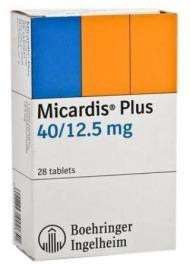 Micardis® Plus
40/12.5 mg
28 tablets
Boehringer
Ingelheim